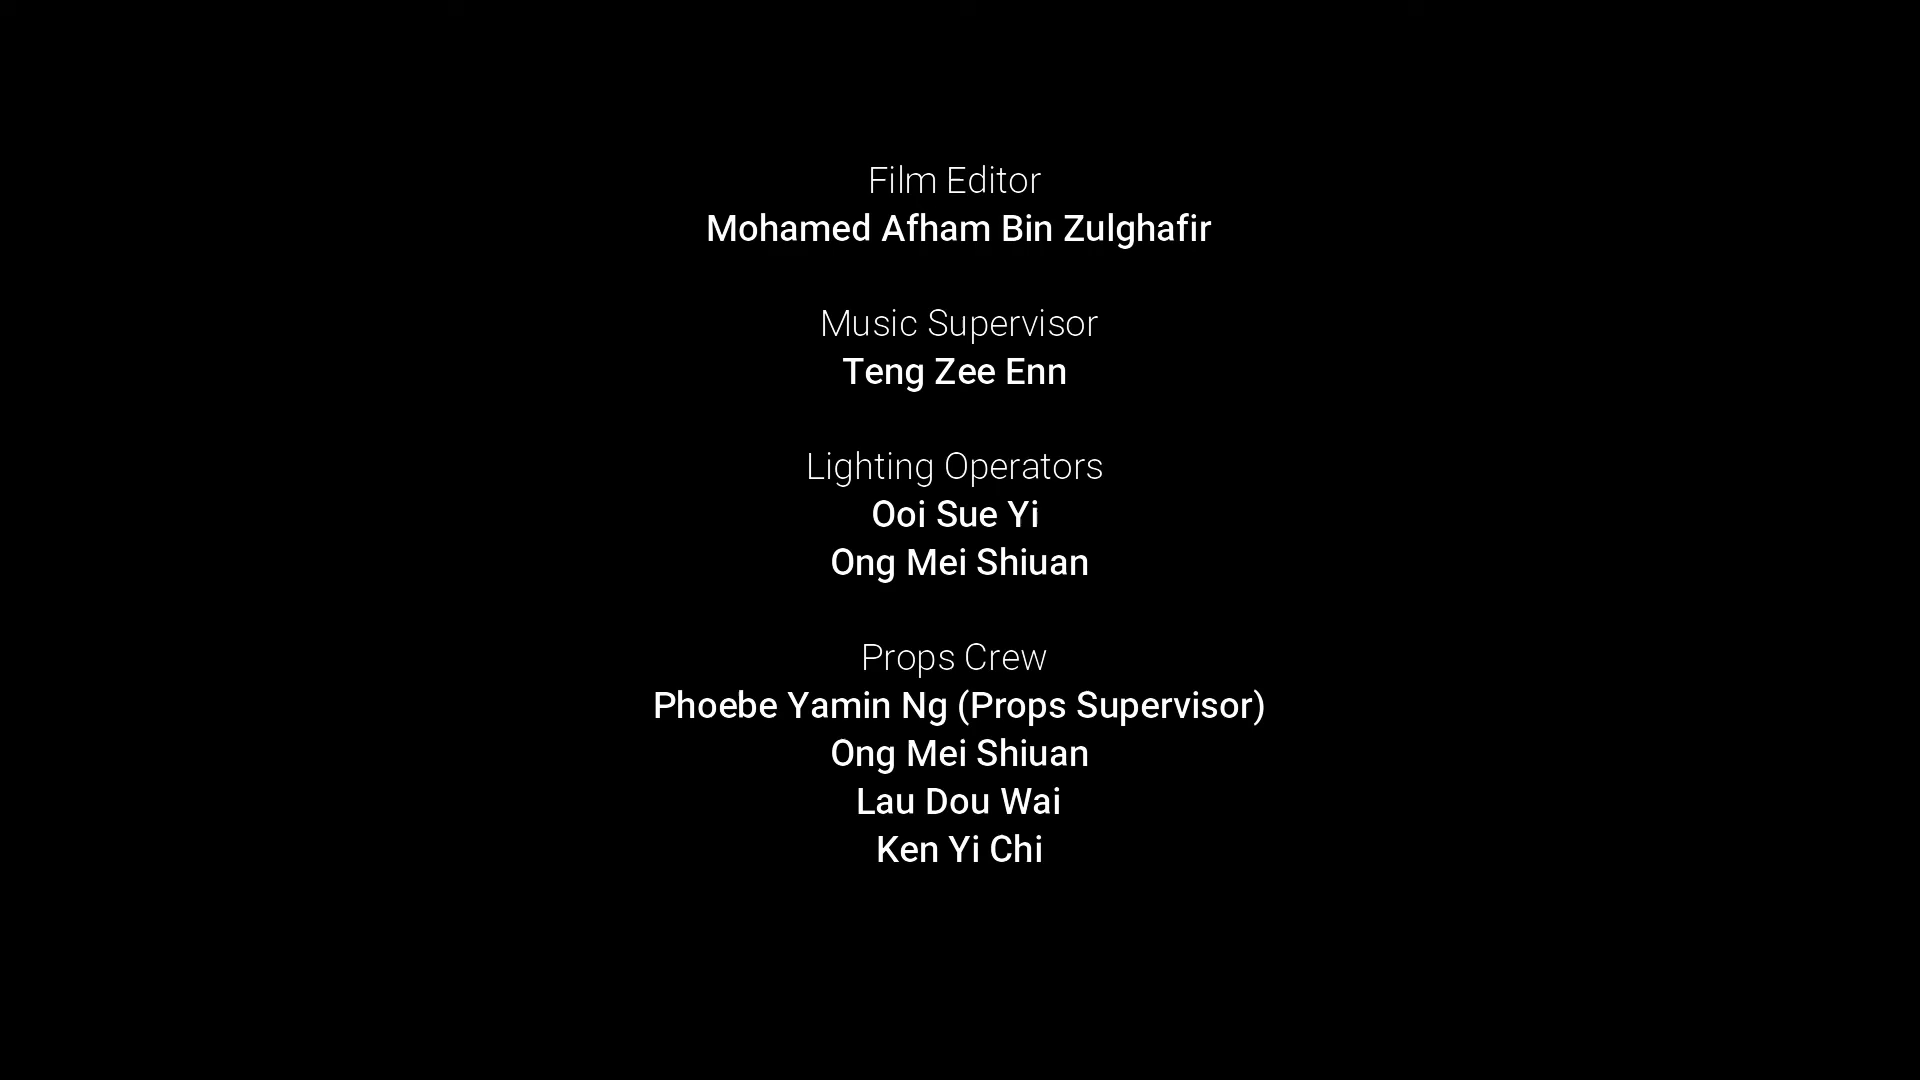 Film Editor
Mohamed Afham Bin Zulghafir
Music Supervisor
Teng Zee Enn
Lighting Operators
Ooi Sue Yi
Ong Mei Shiuan
Props Crew
Phoebe Yamin Ng (Props Supervisor)
Ong Mei Shiuan
Lau Dou Wai
Ken Yi Chi